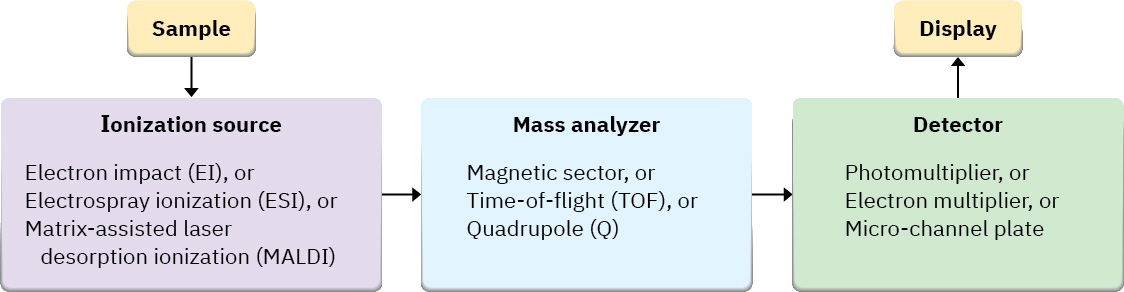 Sample
Display
Ionization source
Electron impact (EI), or
Electrospray ionization (ESI), or
Matrix-assisted laser
desorption ionization (MALDI)
Mass analyzer
Magnetic sector, or
Time-of-flight (TOF), or
Quadrupole (Q)
Detector
Photomultiplier, or
Electron multiplier, or
Micro-channel plate